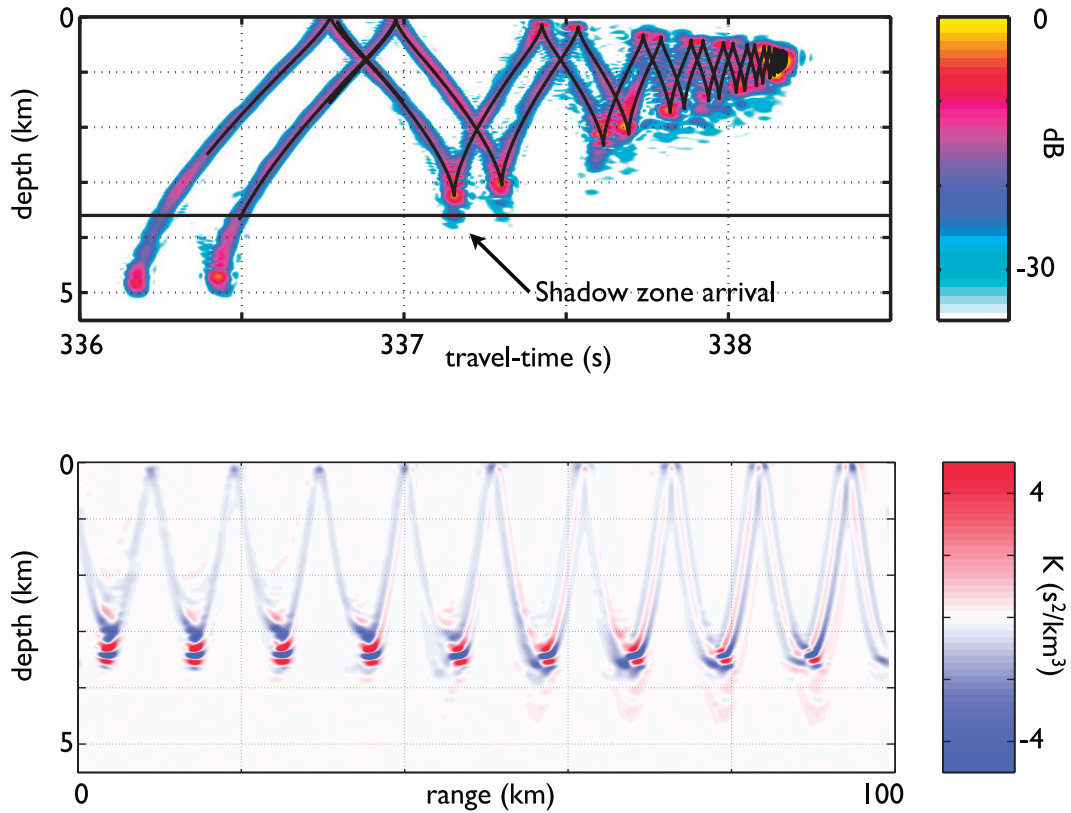 0
depth (km)
5
336
337
338
travel-time (s)
Shadow zone arrival
0
-30
dB
0
depth (km)
5
0
range (km)
100
4
-4
K (s²/km³)